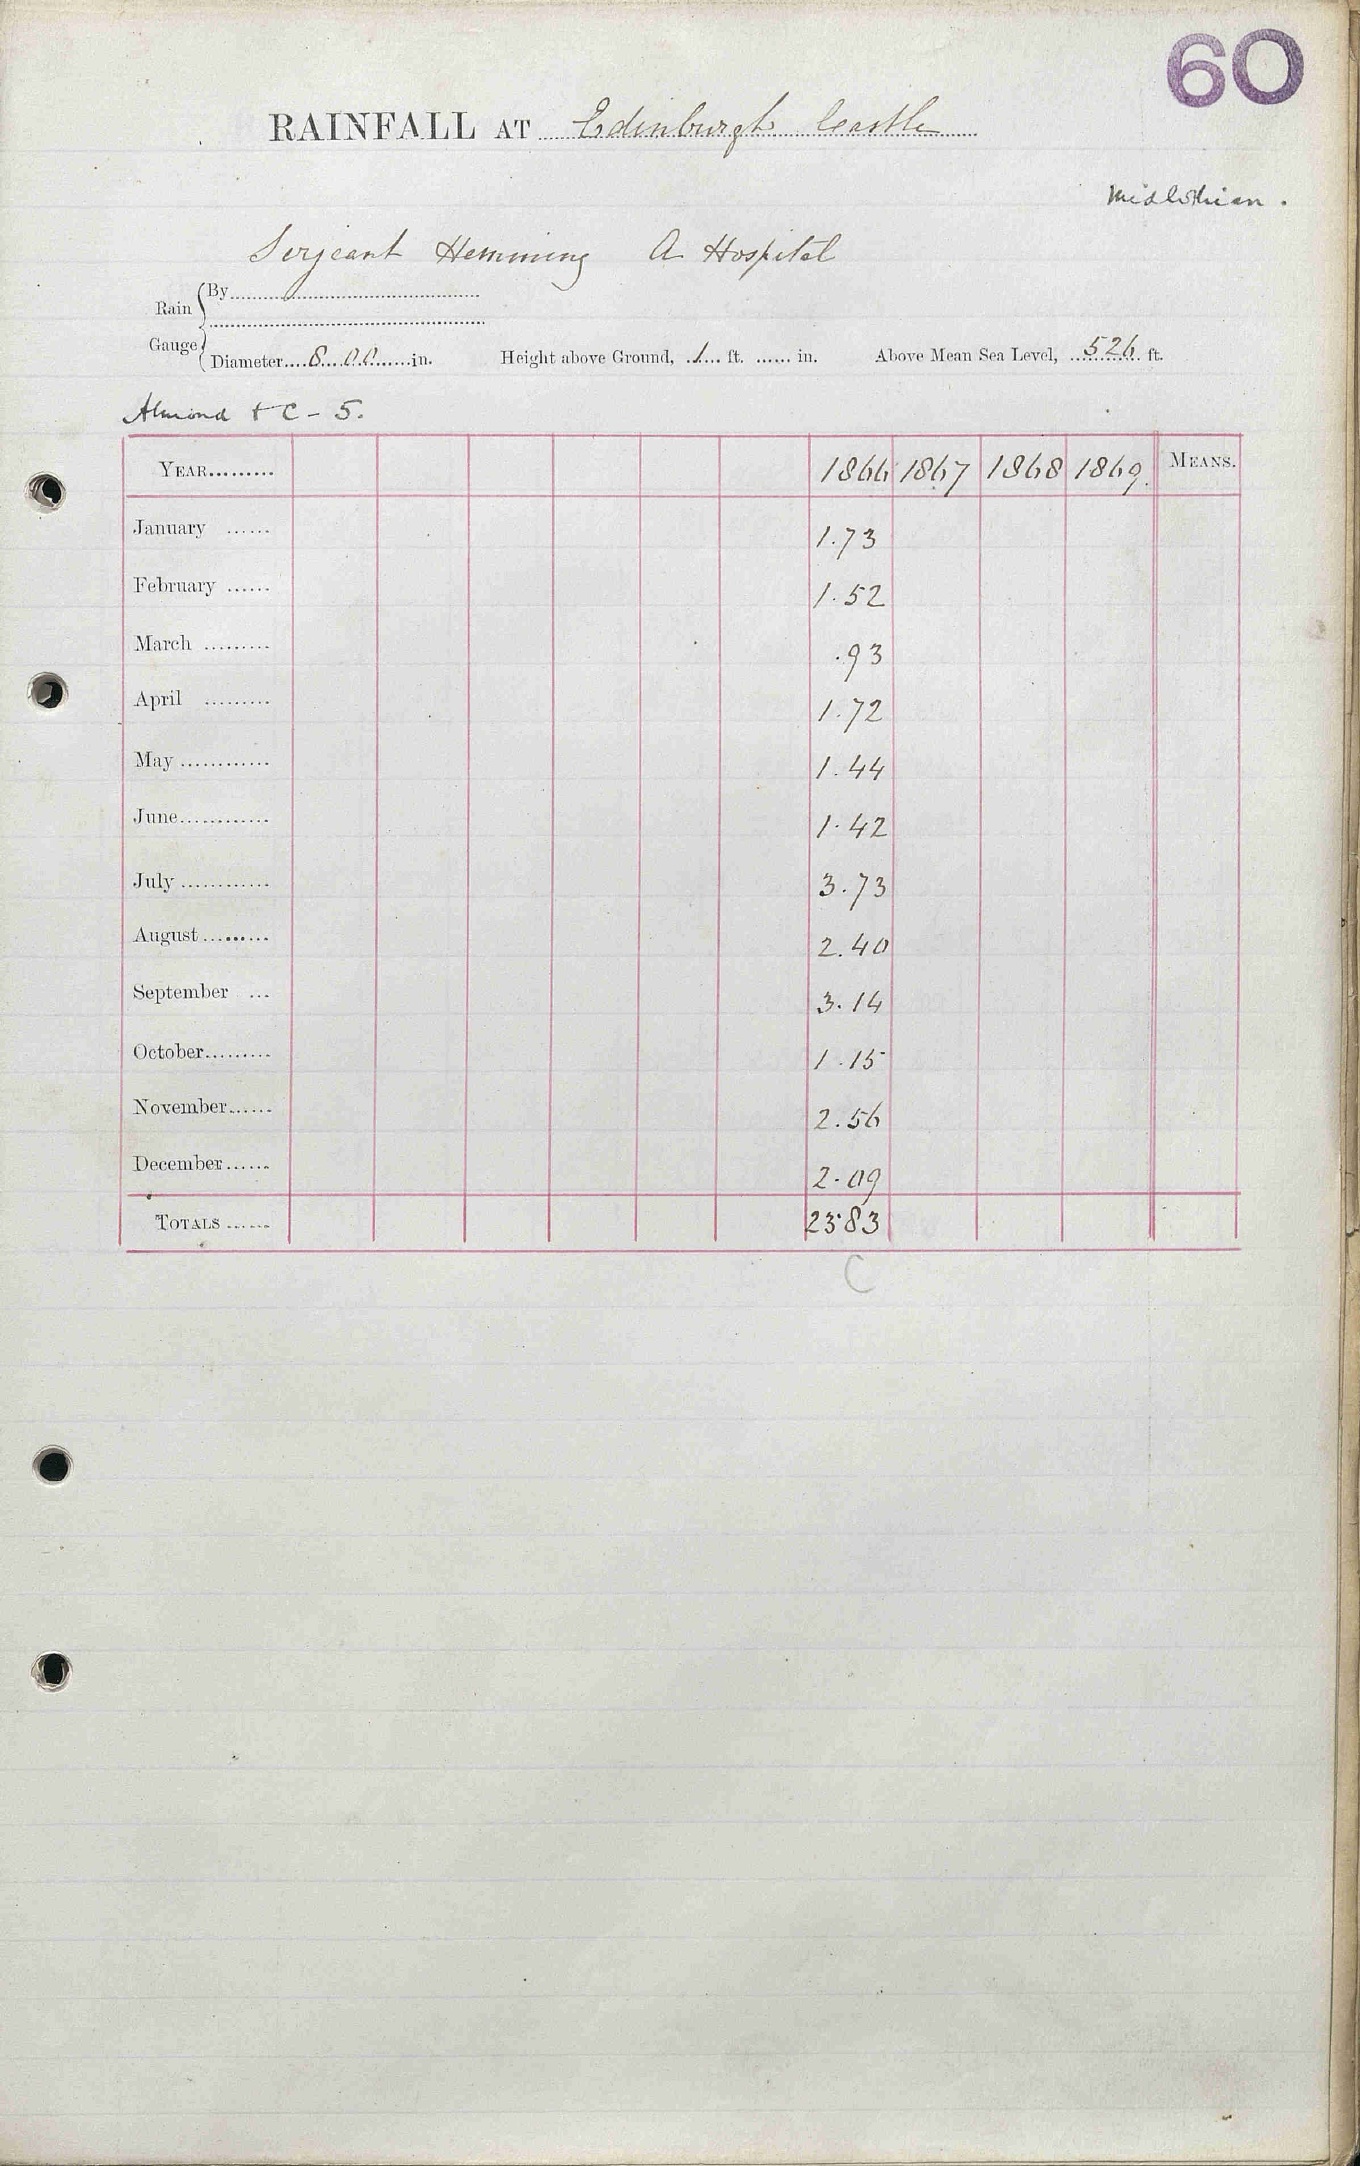 60
RAINFALL AT Edinburgh Castle
Midlothian.
Serjeant Hemming A Hospital
Rain Gauge { By
Diameter 8.00 in. Height above Ground, 1 ft. ...... in. Above Mean Sea Level, 526 ft.
Almond & C - 5.
YEAR......... 1866 1867 1868 1869. MEANS.
January ...... 1.73
February ...... 1.52
March ......... .93
April ......... 1.72
May ............ 1.44
June............ 1.42
July ............ 3.73
August......... 2.40
September ... 3.14
October......... 1.15
November...... 2.56
December...... 2.09
TOTALS ...... 23.83
C